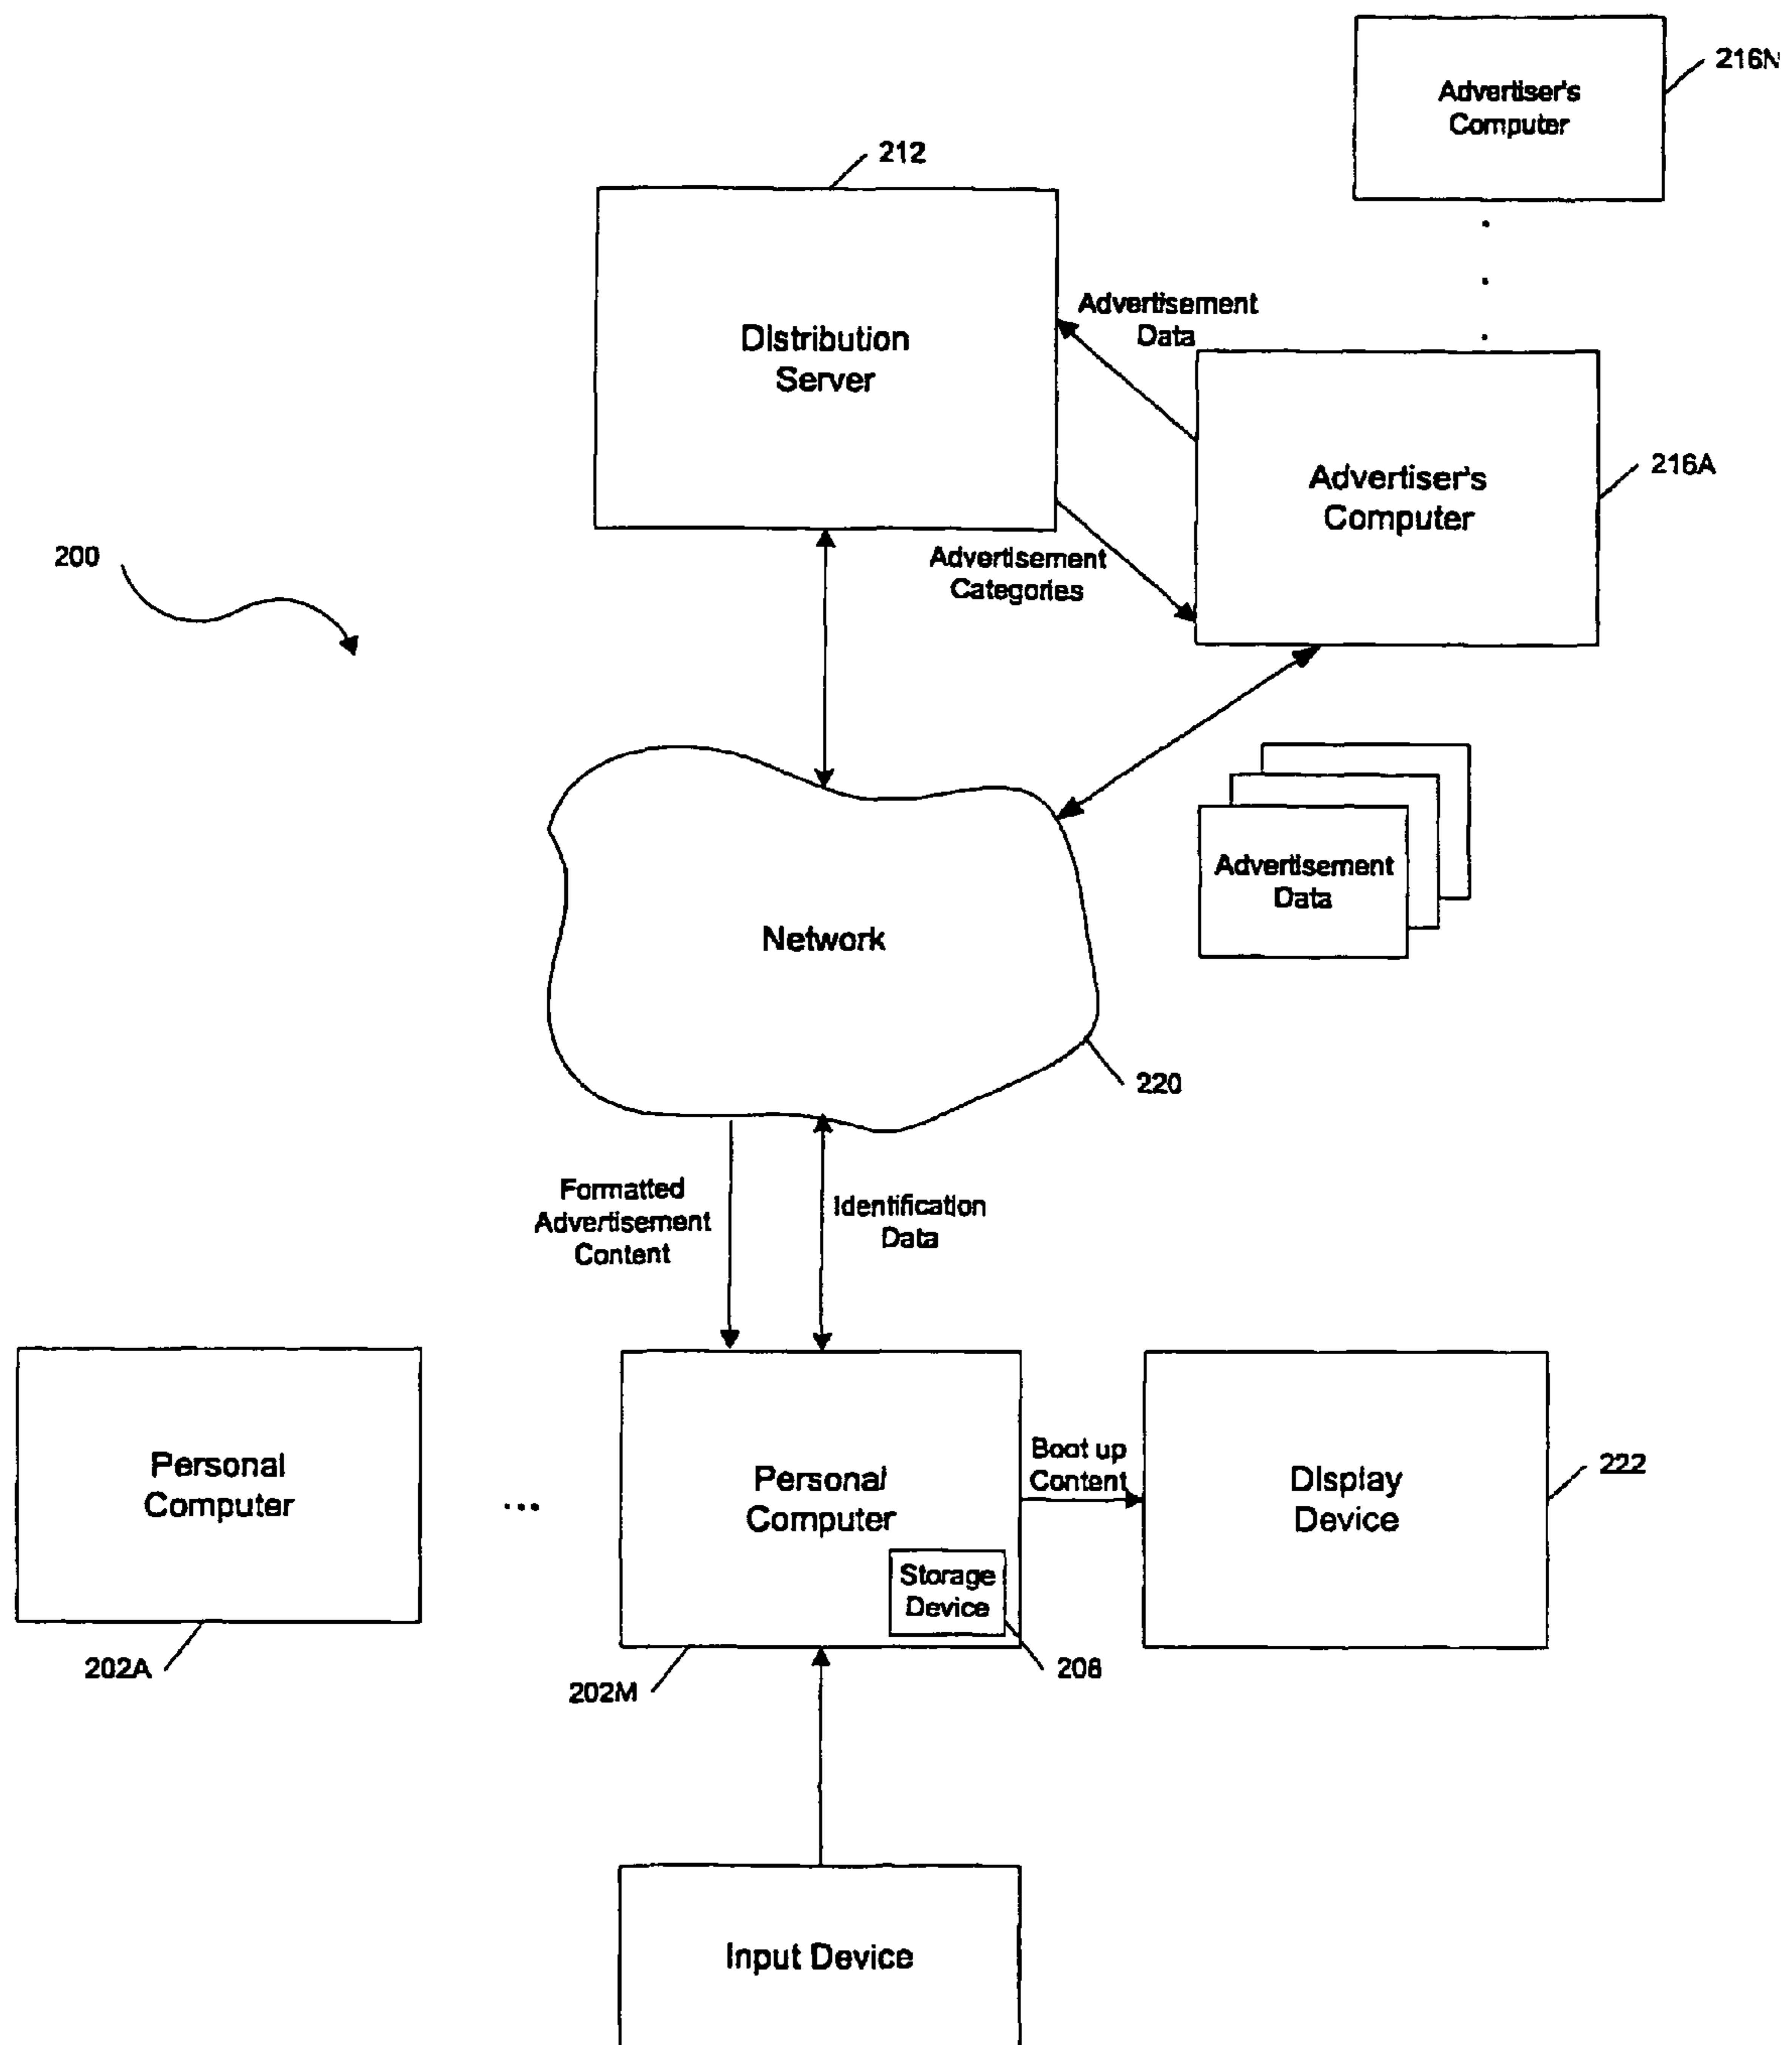 216N
Advertiser's
Computer
212
Advertisement
Data
Distribution
Server
216A
Advertiser's
Computer
200
Advertisement
Categories
Advertisement
Data
Network
220
Formatted
Advertisement
Content
Identification
Data
Personal
Computer
...
Personal
Computer
Boot up
Content
Display
Device
222
Storage
Device
202A
202M
208
Input Device